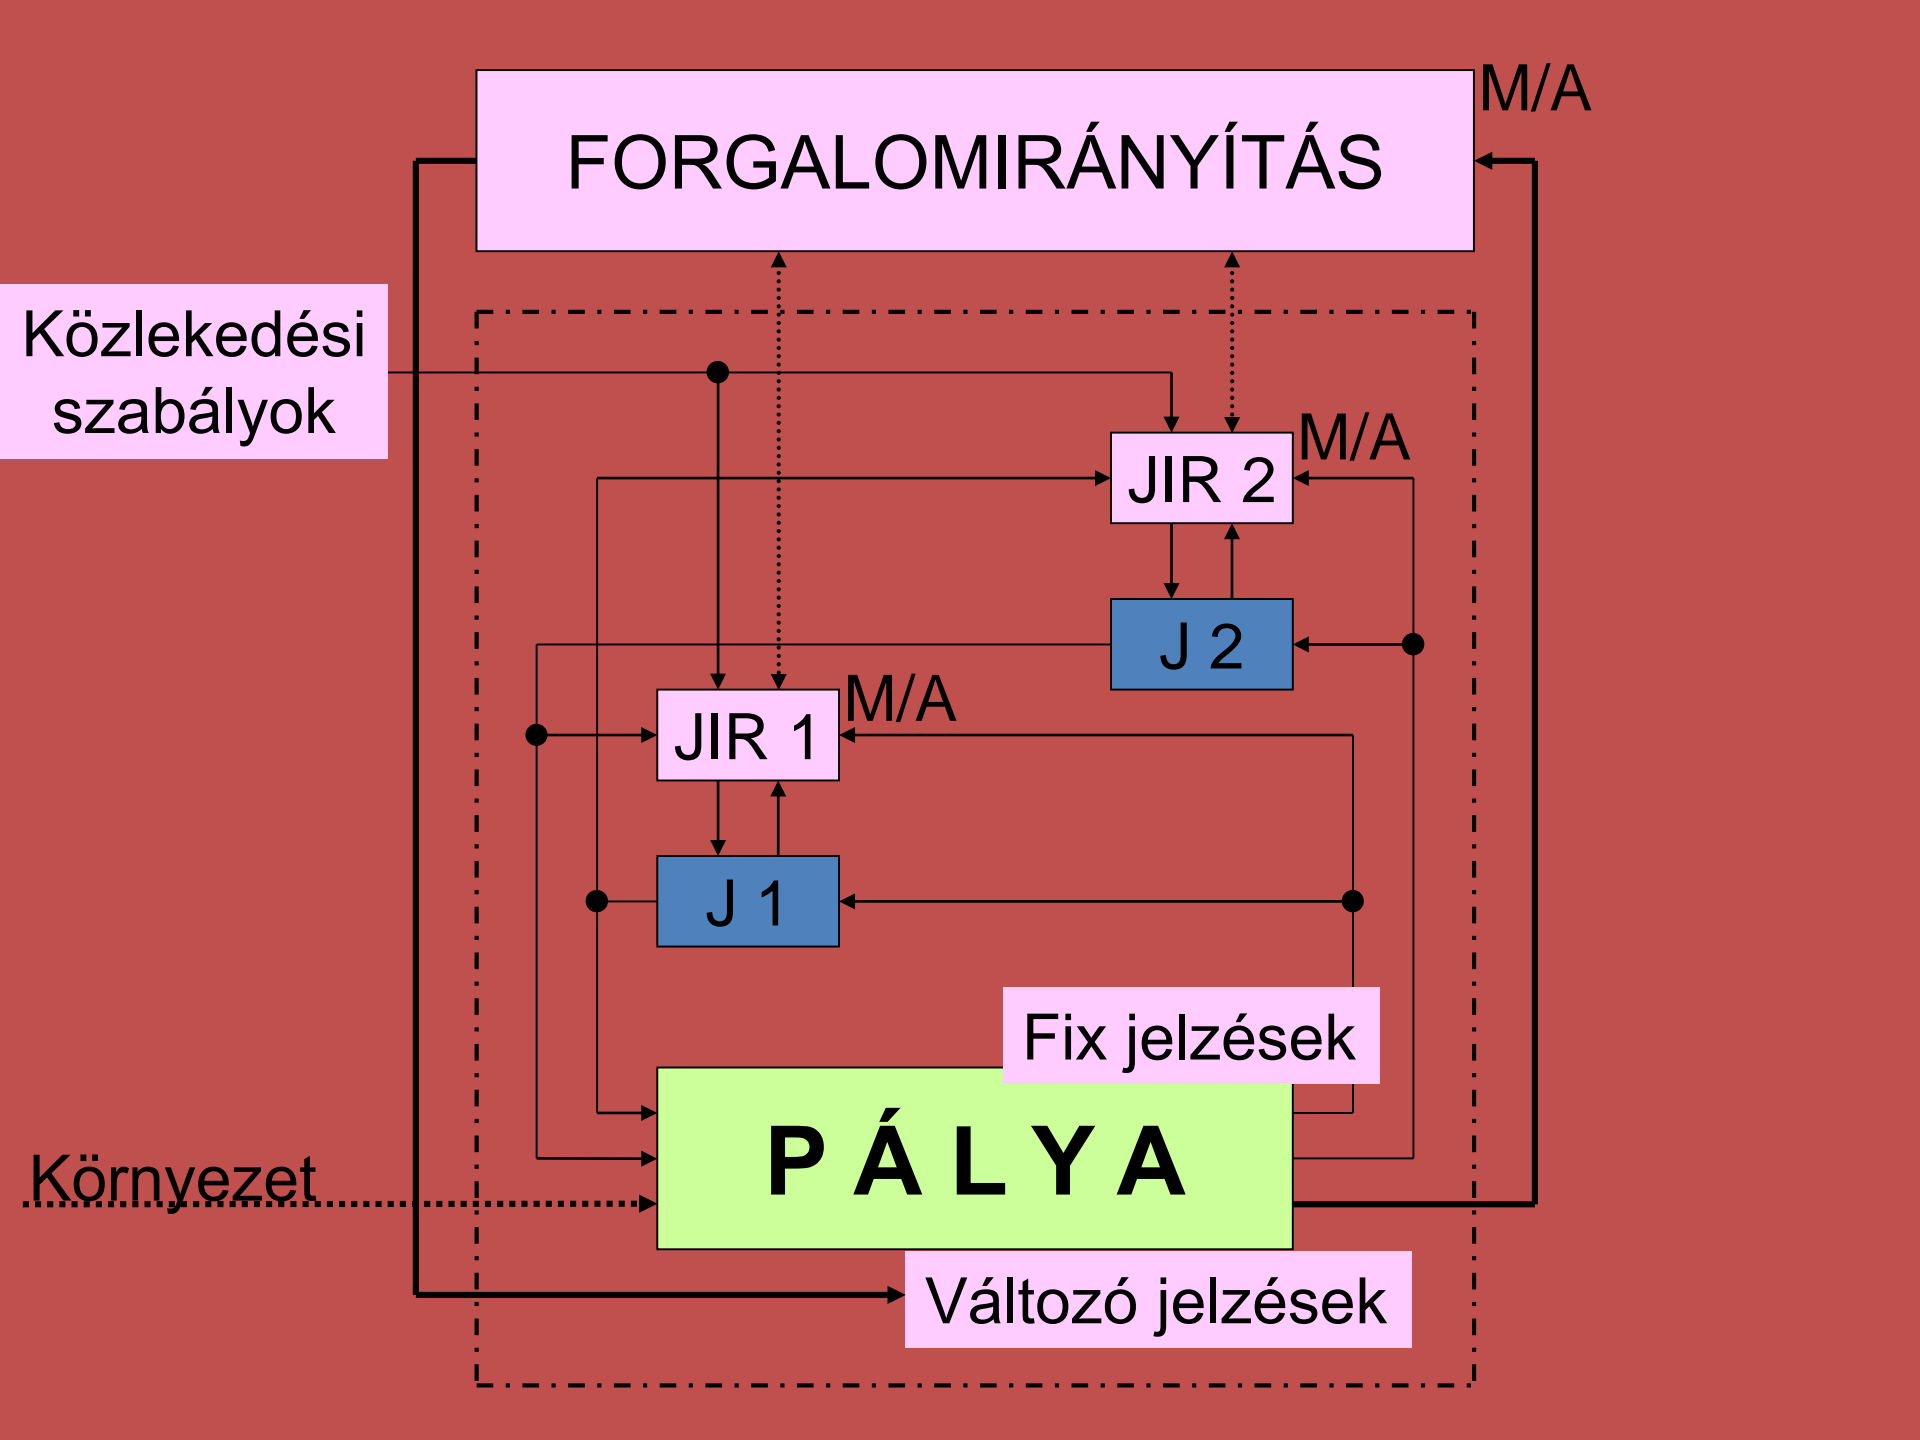 M/A
FORGALOMIRÁNYÍTÁS
Közlekedési
szabályok
M/A
JIR 2
J 2
M/A
JIR 1
J 1
Fix jelzések
P Á L Y A
Környezet
Változó jelzések